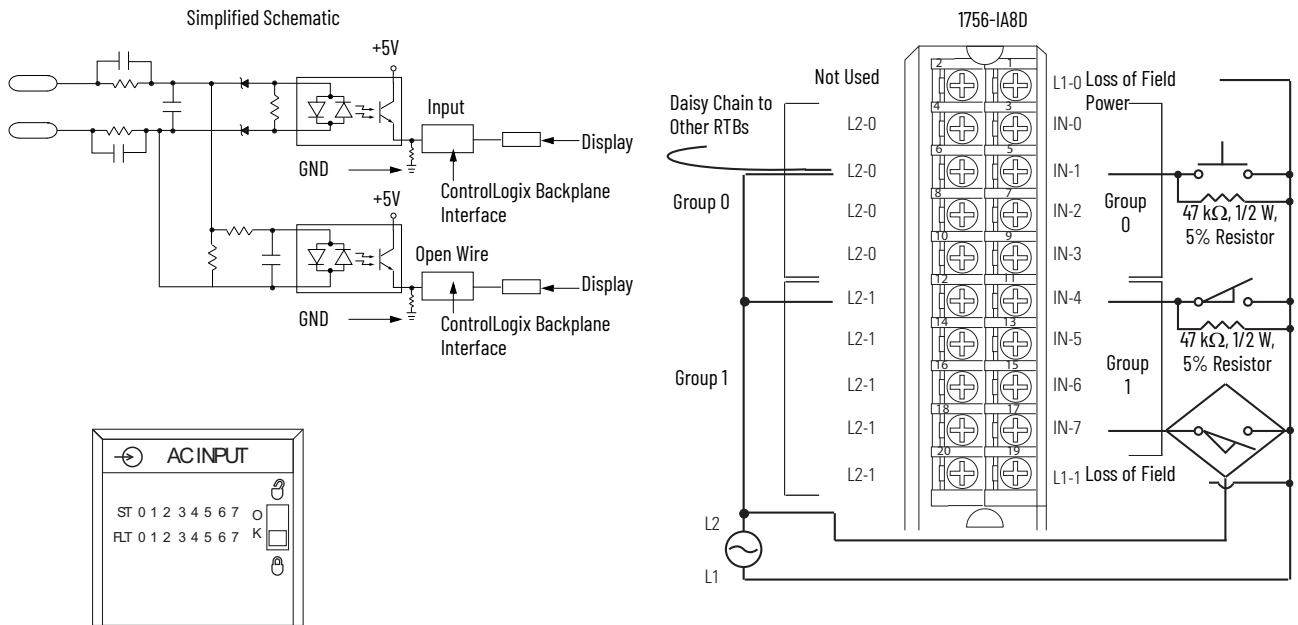 Simplified Schematic
+5V
Input
Display
GND
ControlLogix Backplane
Interface
+5V
Open Wire
Display
GND
ControlLogix Backplane
Interface
AC INPUT
ST 0 1 2 3 4 5 6 7
FLT 0 1 2 3 4 5 6 7
O
K
1756-IA8D
Not Used
Daisy Chain to
Other RTBs
L2-0
L2-0
Group 0
L2-0
L2-0
L2-1
L2-1
Group 1
L2-1
L2-1
L2-1
L2
L1
2 1
4 3
6 5
8 7
10 9
12 11
14 13
16 15
18 17
20 19
L1-0 Loss of Field
Power
IN-0
IN-1
IN-2
Group
0
IN-3
IN-4
IN-5
Group
1
IN-6
IN-7
L1-1 Loss of Field
47 kΩ, 1/2 W,
5% Resistor
47 kΩ, 1/2 W,
5% Resistor